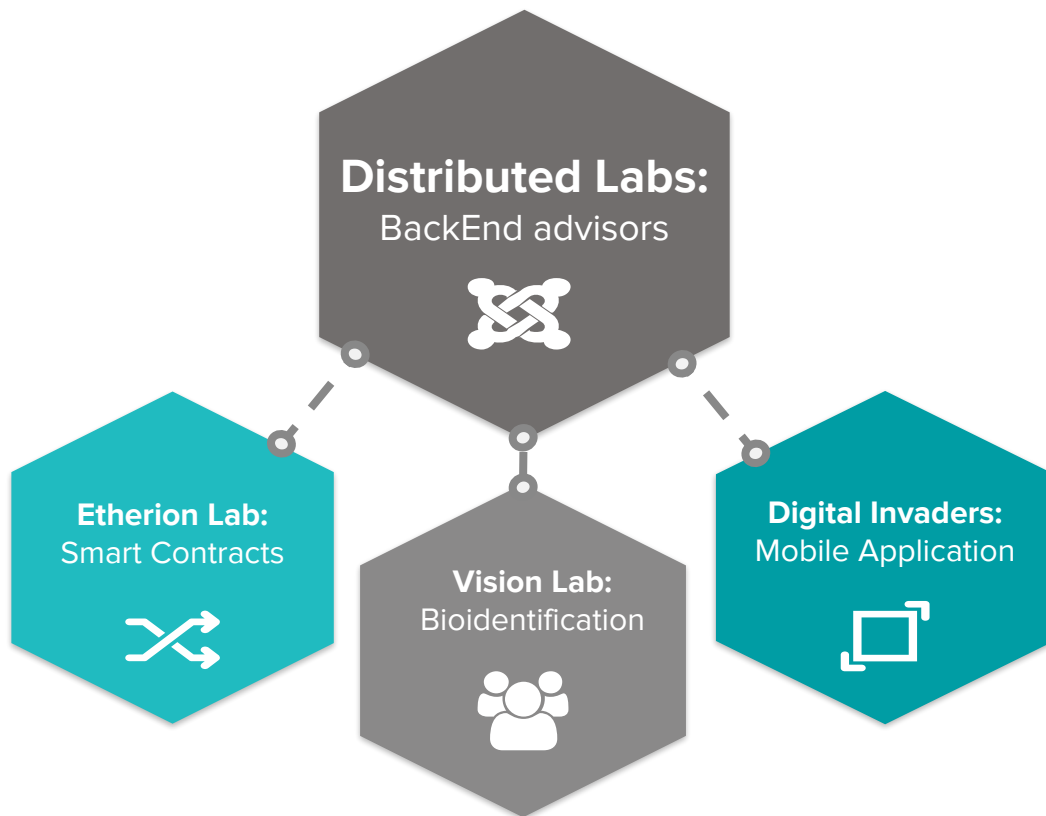 Distributed Labs:
BackEnd advisors
Etherion Lab:
Smart Contracts
Vision Lab:
Bioidentification
Digital Invaders:
Mobile Application